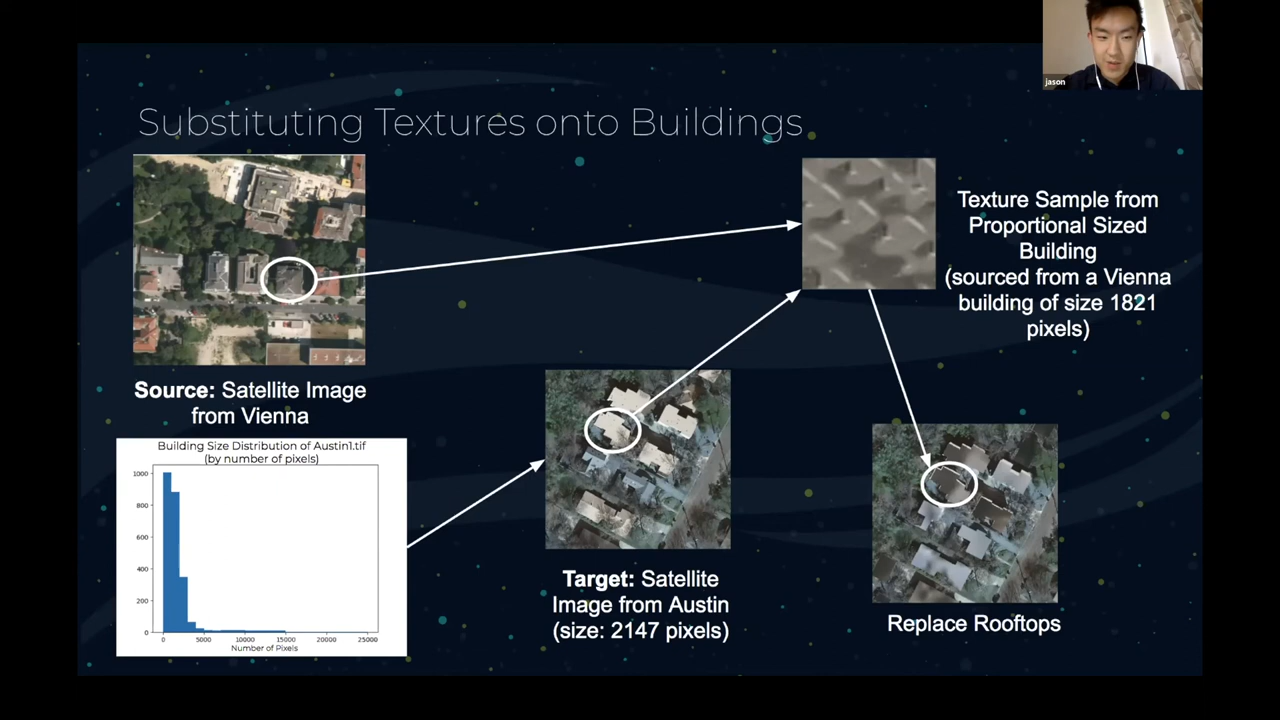 jason
Substituting Textures onto Buildings
Texture Sample from
Proportional Sized
Building
(sourced from a Vienna
building of size 1821
pixels)
Source: Satellite Image
from Vienna
Building Size Distribution of Austin1.tif
(by number of pixels)
1000
800
600
400
200
0
0 5000 10000 15000 20000 25000
Number of Pixels
Target: Satellite
Image from Austin
(size: 2147 pixels)
Replace Rooftops